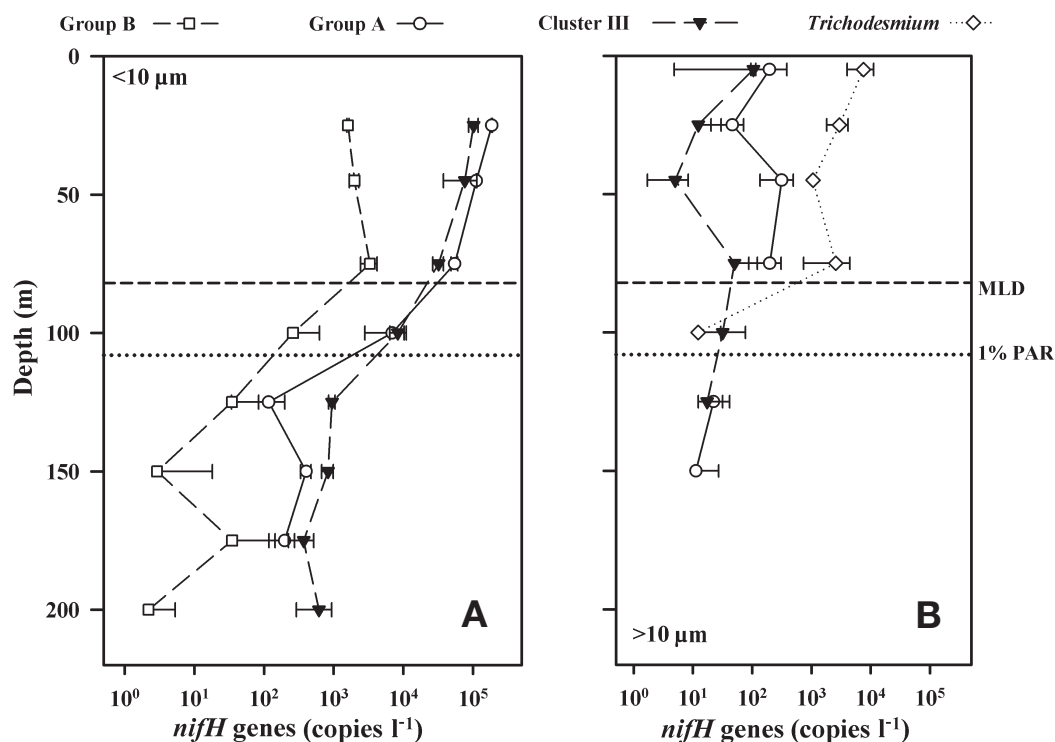 Group B Group A Cluster III Trichodesmium
0
50
100
150
200
Depth (m)
<10 µm
A
10⁰ 10¹ 10² 10³ 10⁴ 10⁵
nifH genes (copies l⁻¹)
>10 µm
B
MLD
1% PAR
10⁰ 10¹ 10² 10³ 10⁴ 10⁵
nifH genes (copies l⁻¹)